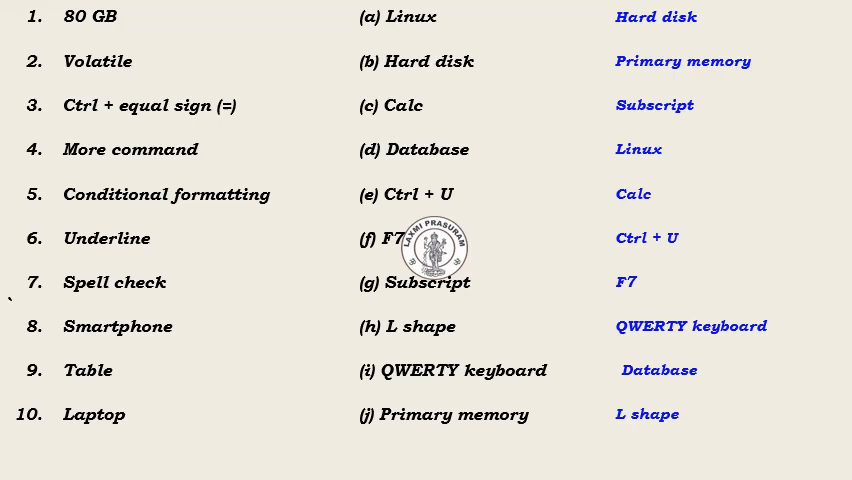 1. 80 GB (a) Linux Hard disk
2. Volatile (b) Hard disk Primary memory
3. Ctrl + equal sign (=) (c) Calc Subscript
4. More command (d) Database Linux
5. Conditional formatting (e) Ctrl + U Calc
6. Underline (f) F7 Ctrl + U
LAXMI PRASURAM
7. Spell check (g) Subscript F7
8. Smartphone (h) L shape QWERTY keyboard
9. Table (i) QWERTY keyboard Database
10. Laptop (j) Primary memory L shape